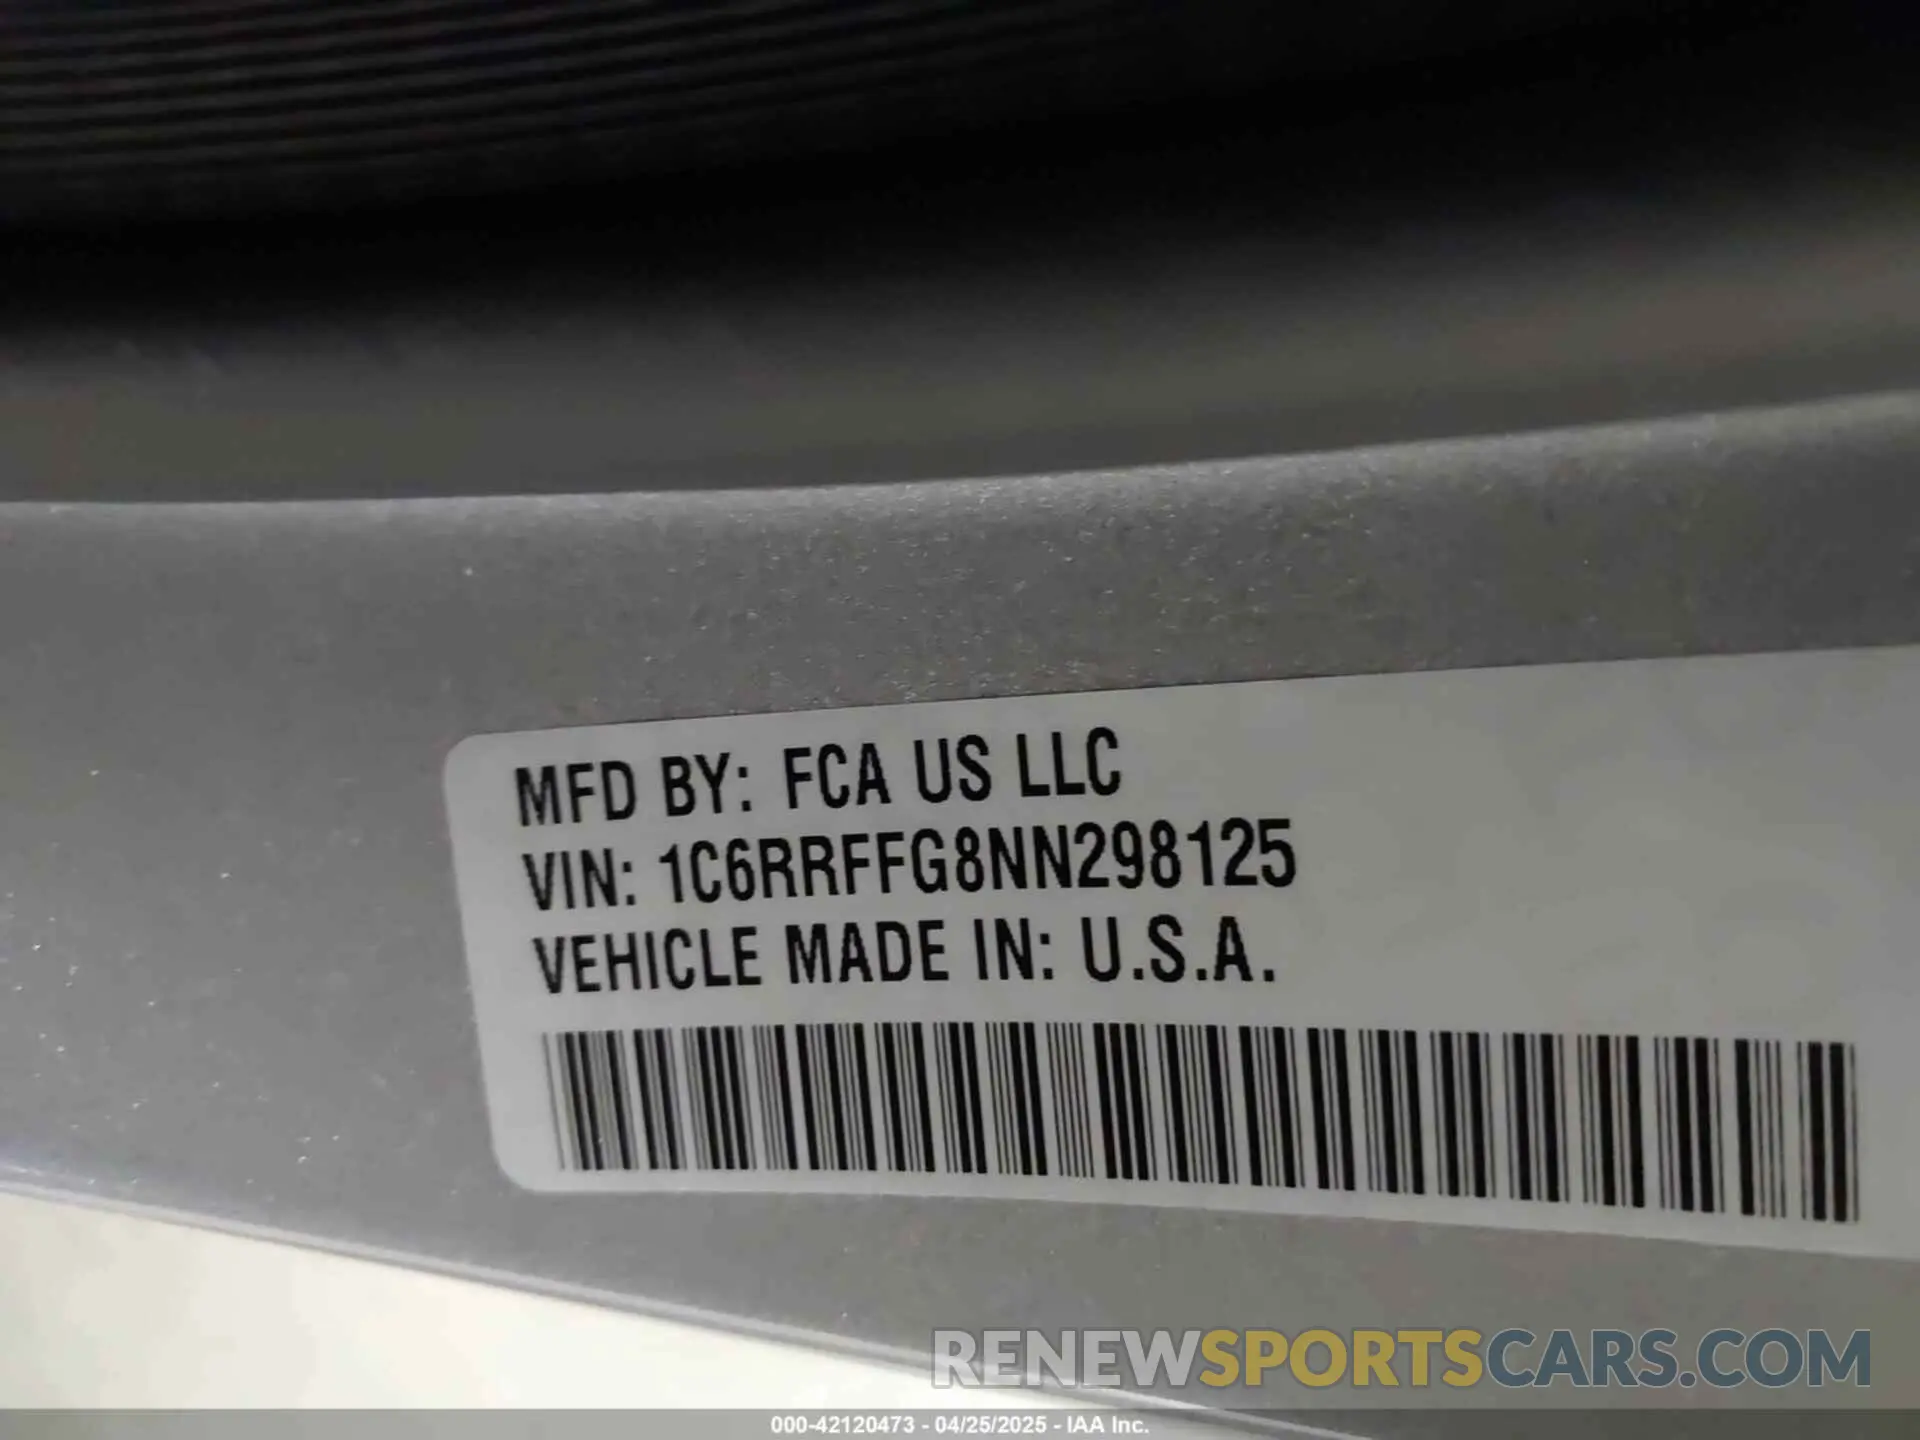 MFD BY: FCA US LLC
VIN: 1C6RRFFG8NN298125
VEHICLE MADE IN: U.S.A.
RENEWSPORTSCARS.COM
000-42120473 - 04/25/2025 - IAA Inc.